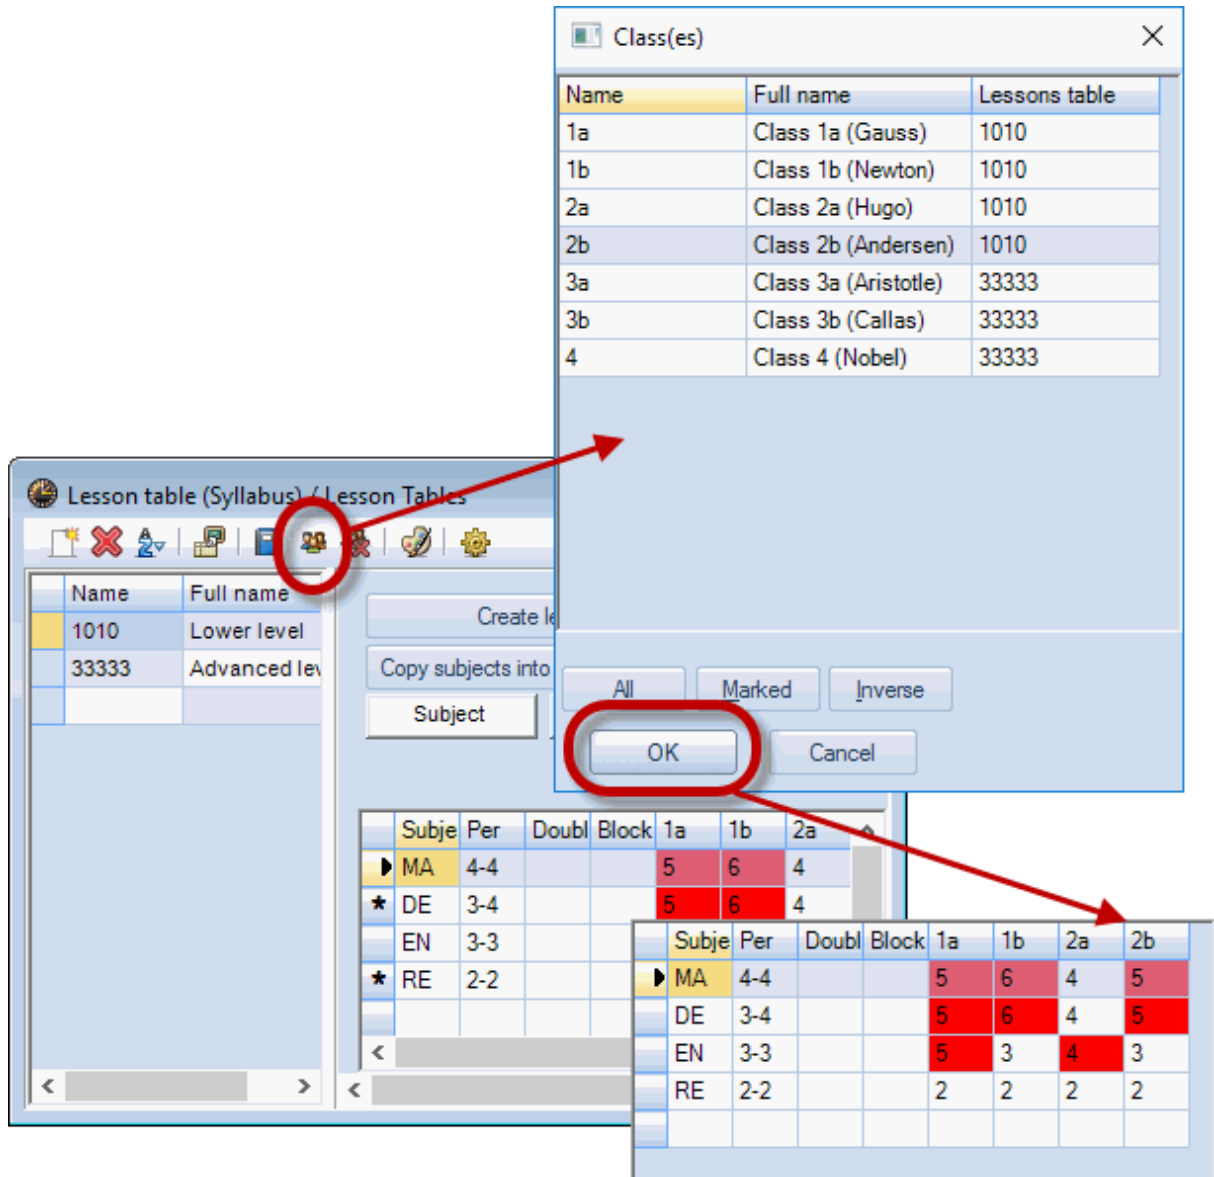 Class(es)
Name Full name Lessons table
1a Class 1a (Gauss) 1010
1b Class 1b (Newton) 1010
2a Class 2a (Hugo) 1010
2b Class 2b (Andersen) 1010
3a Class 3a (Aristotle) 33333
3b Class 3b (Callas) 33333
4 Class 4 (Nobel) 33333
All Marked Inverse
OK Cancel
Lesson table (Syllabus) / Lesson Tables
Name Full name
1010 Lower level
33333 Advanced lev
Create le
Copy subjects into
Subject
Subje Per Doubl Block 1a 1b 2a
MA 4-4 5 6 4
* DE 3-4 5 6 4
EN 3-3
* RE 2-2
Subje Per Doubl Block 1a 1b 2a 2b
MA 4-4 5 6 4 5
DE 3-4 5 6 4 5
EN 3-3 5 3 4 3
RE 2-2 2 2 2 2